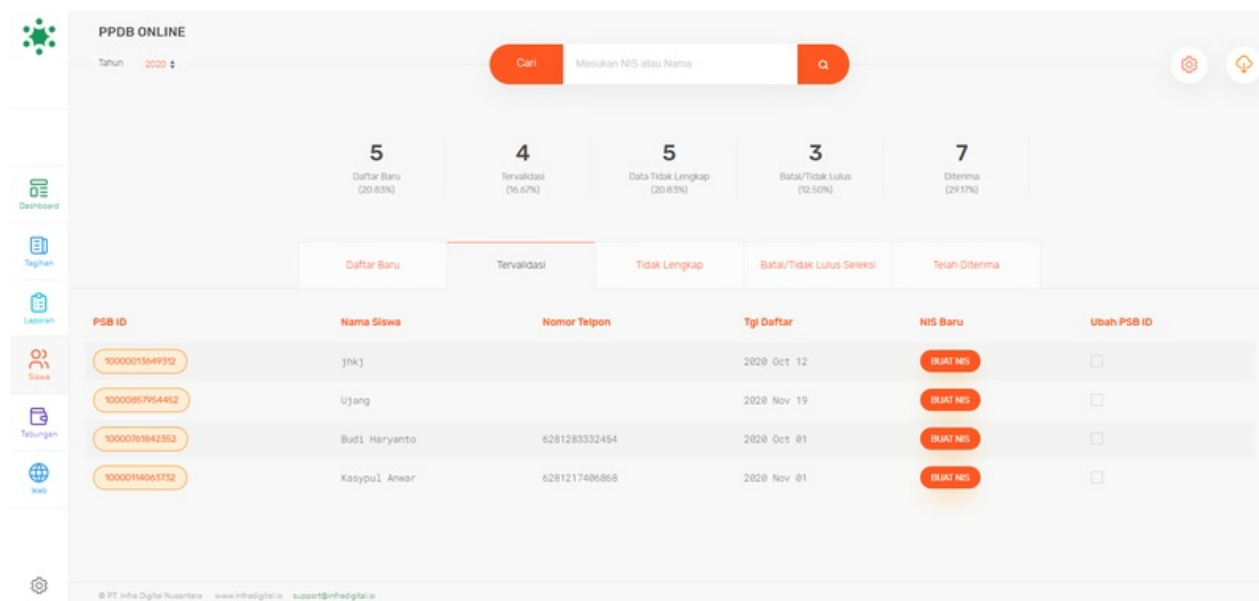 PPDB ONLINE
Tahun 2020
Cari Masukan NIS atau Nama
5 4 5 3 7
Daftar Baru Tervalidasi Data Tidak Lengkap Batal/Tidak Lulus Diterima
(20.83%) (16.67%) (20.83%) (12.50%) (29.17%)
Dashboard
Tagihan
Laporan
Siswa
Tabungan
Web
Daftar Baru Tervalidasi Tidak Lengkap Batal/Tidak Lulus Seleksi Telah Diterima
PSB ID Nama Siswa Nomor Telpon Tgl Daftar NIS Baru Ubah PSB ID
10000013649312 jhkj 2020 Oct 12 BUAT NIS
10000857954452 Ujang 2020 Nov 19 BUAT NIS
10000761842352 Budi Haryanto 6281283332454 2020 Oct 01 BUAT NIS
10000114063732 Kasypul Anwar 6281217406868 2020 Nov 01 BUAT NIS
© PT. Infra Digital Nusantara www.infradigital.io support@infradigital.io